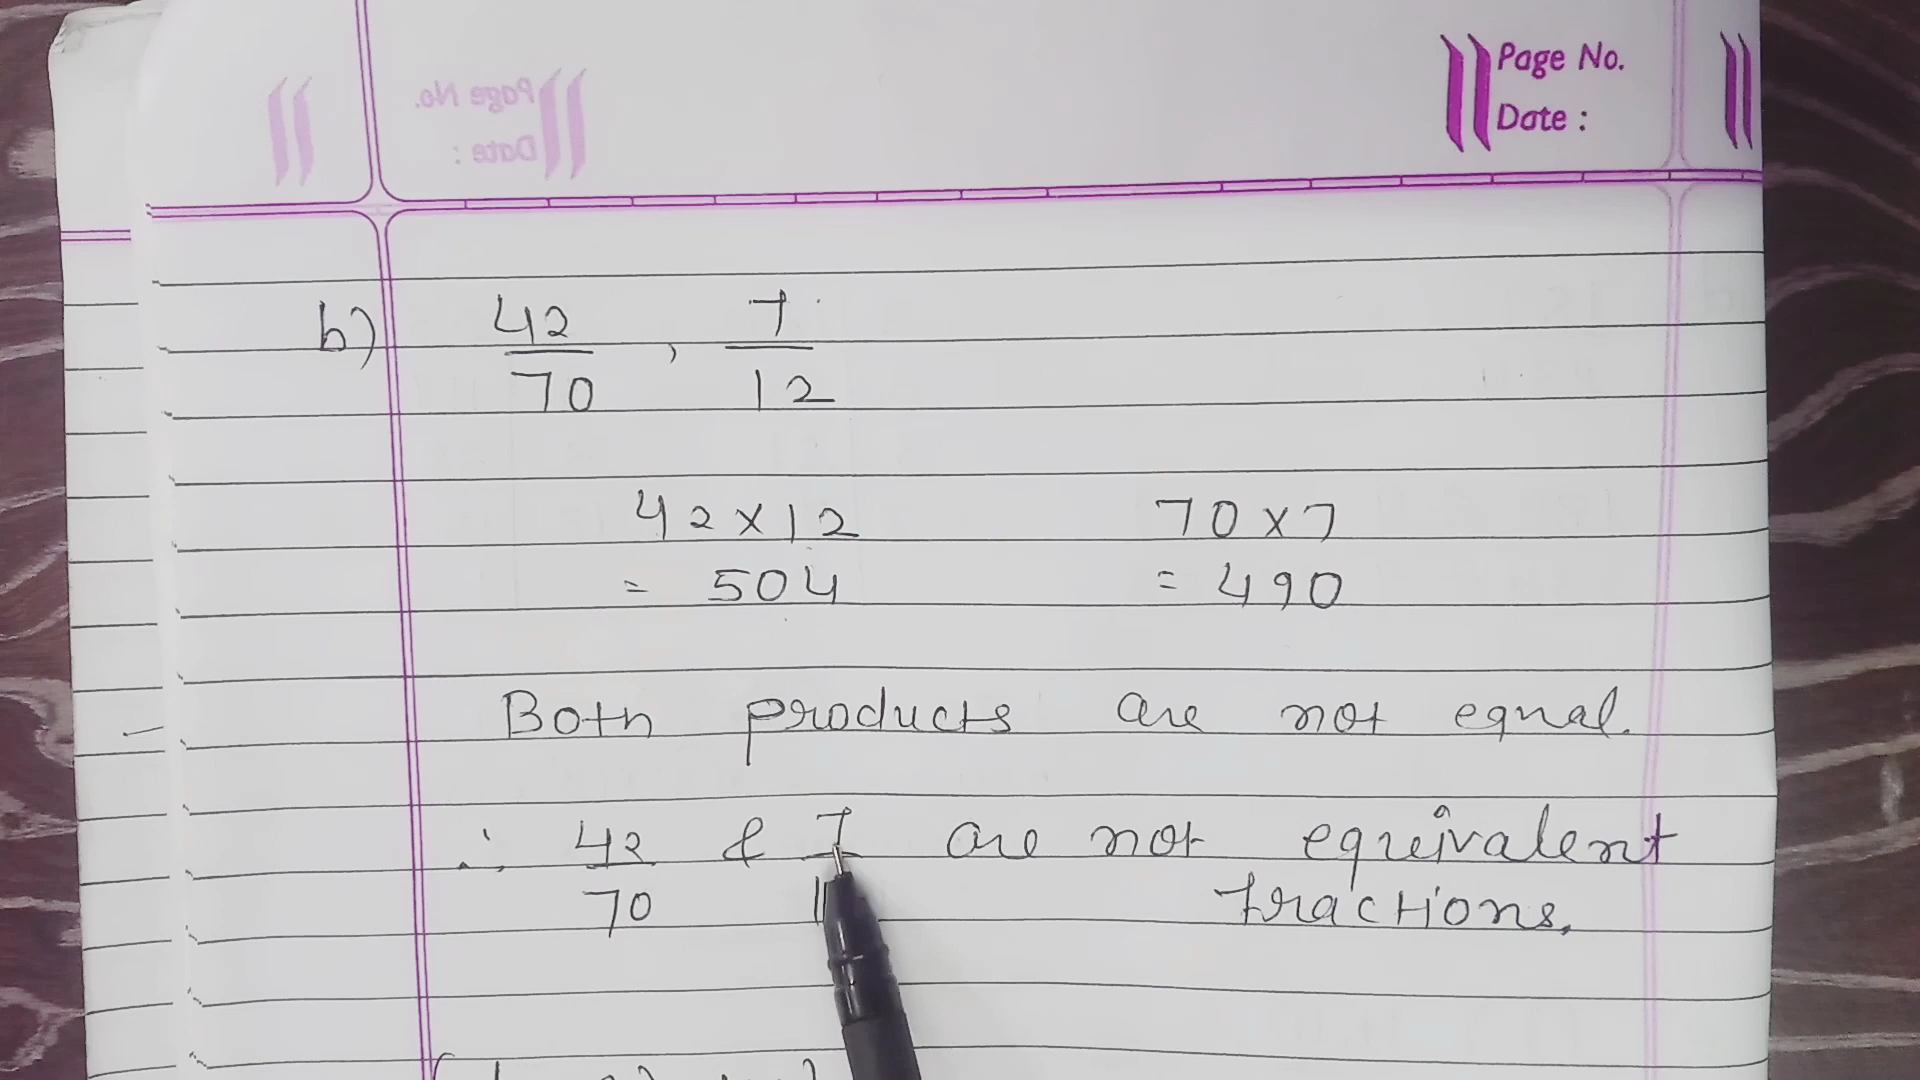 Page No.
Date :
b) 42/70 , 7/12
42 x 12 70 x 7
= 504 = 490
Both products are not equal.
∴ 42/70 & 7/ are not equivalent
fractions.